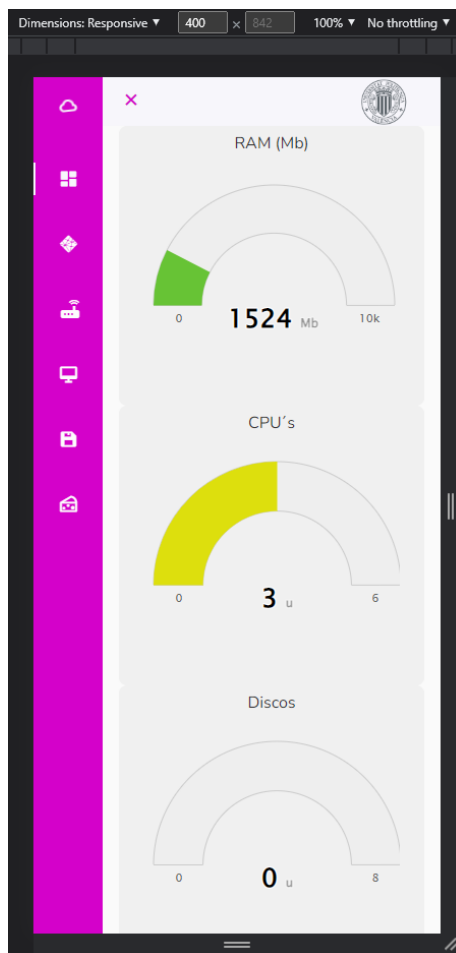 Dimensions: Responsive ▼ 400 × 842 100% ▼ No throttling ▼
RAM (Mb)
0 1524 Mb 10k
CPU´s
0 3 u 6
Discos
0 0 u 8